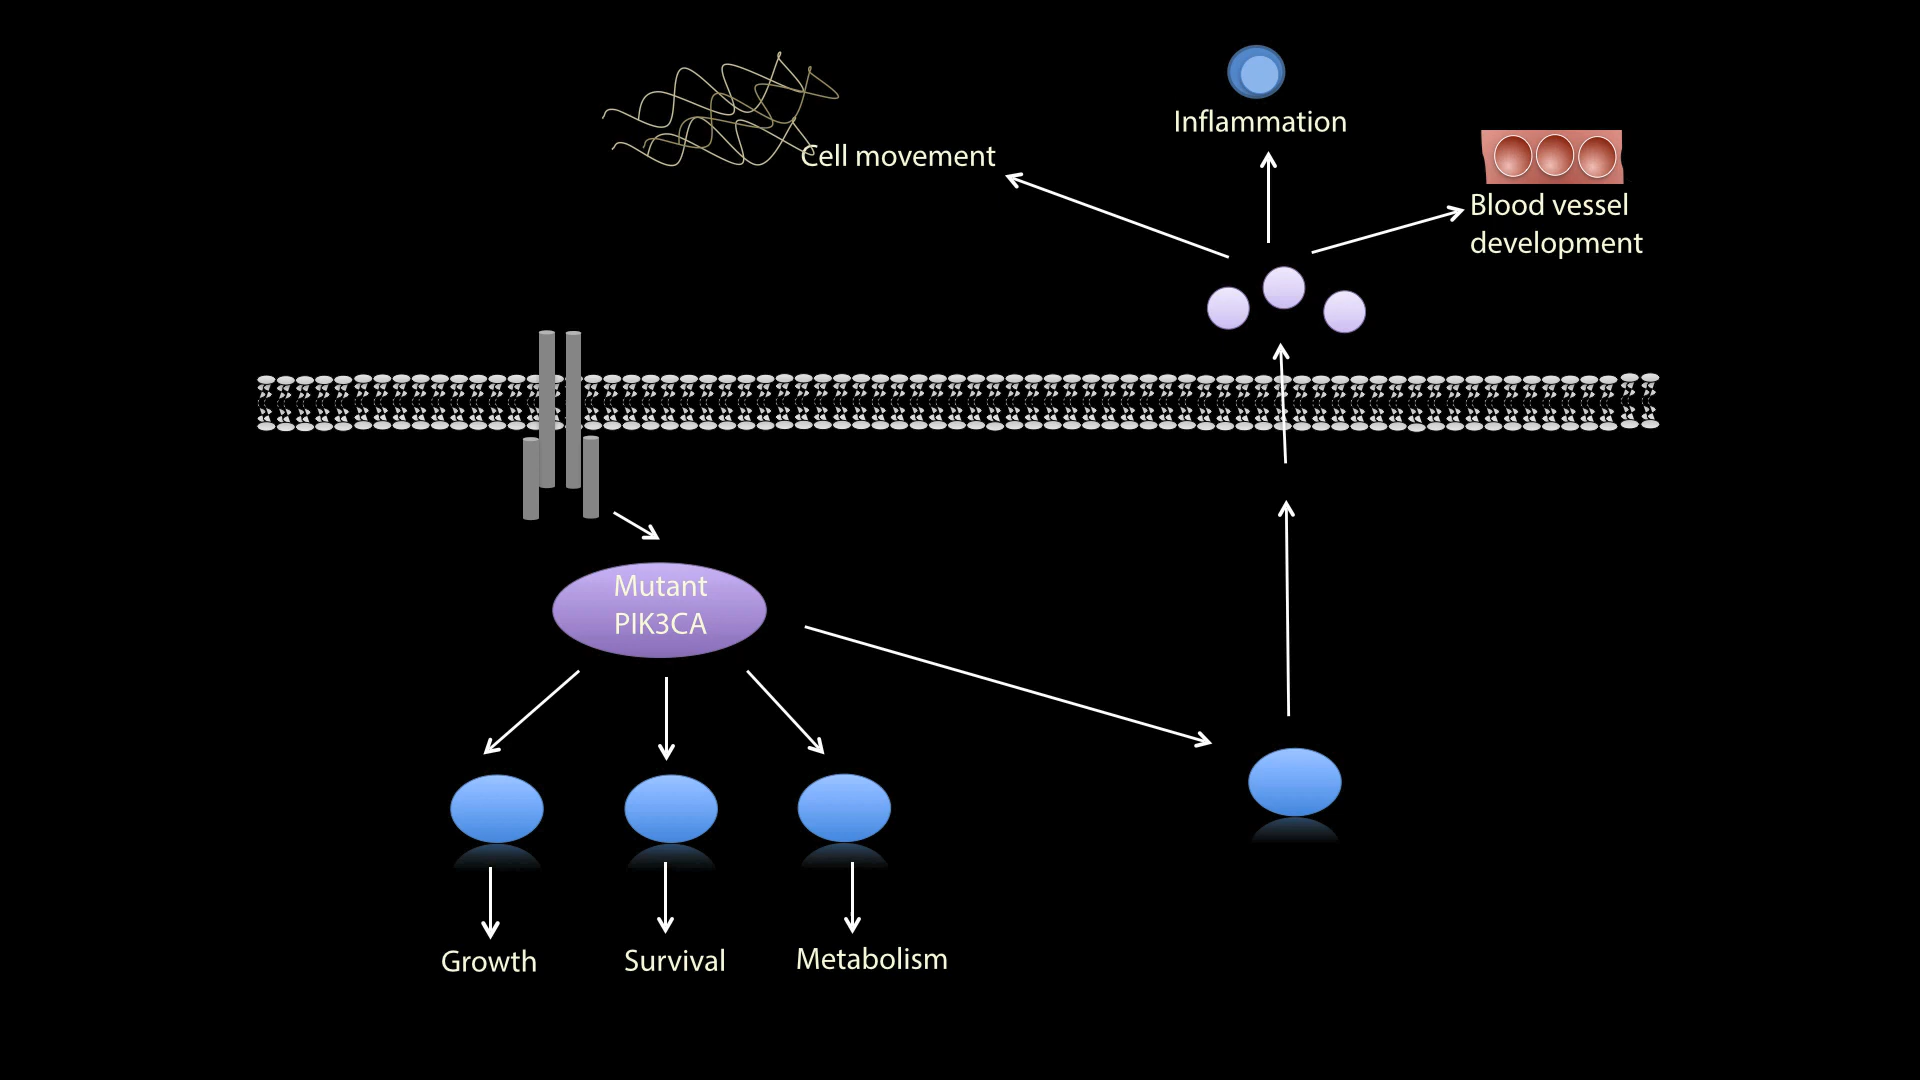 Inflammation
Cell movement
Blood vessel
development
Mutant
PIK3CA
Growth
Survival
Metabolism